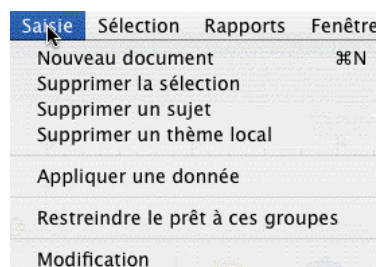 Saisie Sélection Rapports Fenêtre
Nouveau document ⌘N
Supprimer la sélection
Supprimer un sujet
Supprimer un thème local
Appliquer une donnée
Restreindre le prêt à ces groupes
Modification